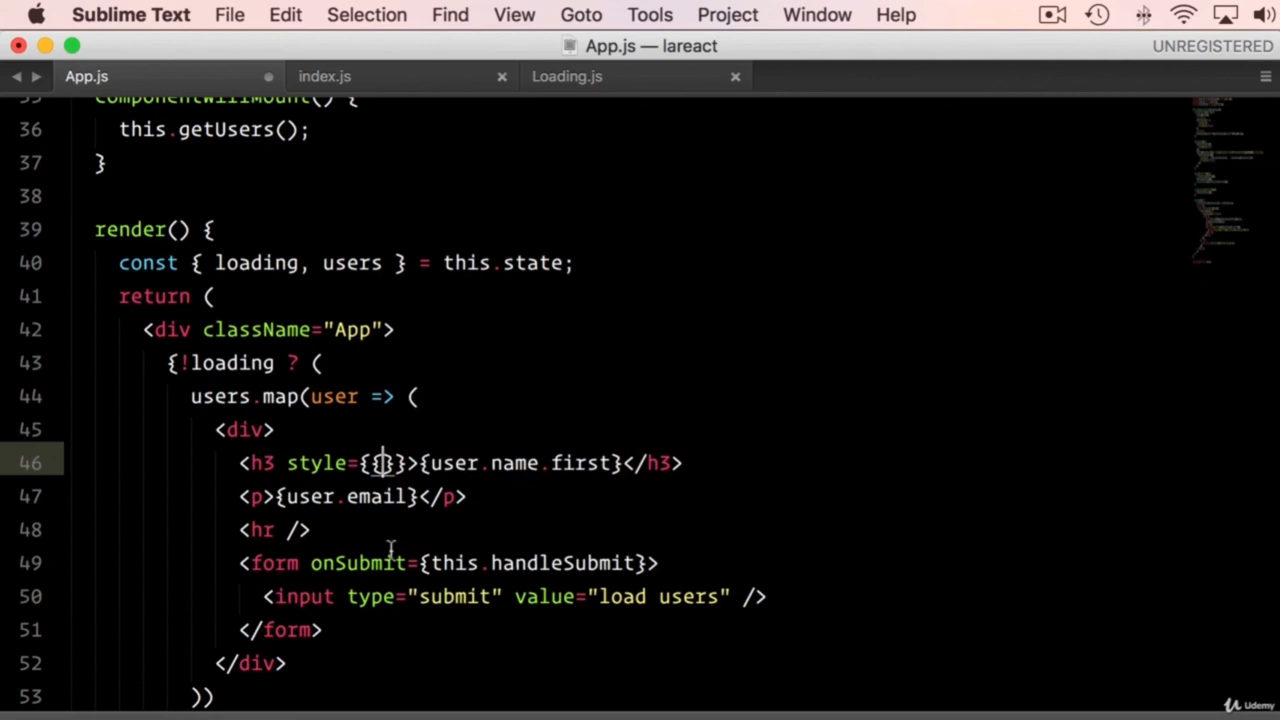 Sublime Text File Edit Selection Find View Goto Tools Project Window Help
App.js — lareact UNREGISTERED
App.js index.js Loading.js
35 componentWillMount() {
36 this.getUsers();
37 }
38
39 render() {
40 const { loading, users } = this.state;
41 return (
42 <div className="App">
43 {!loading ? (
44 users.map(user => (
45 <div>
46 <h3 style={{}}>{user.name.first}</h3>
47 <p>{user.email}</p>
48 <hr />
49 <form onSubmit={this.handleSubmit}>
50 <input type="submit" value="load users" />
51 </form>
52 </div>
53 ))
Udemy